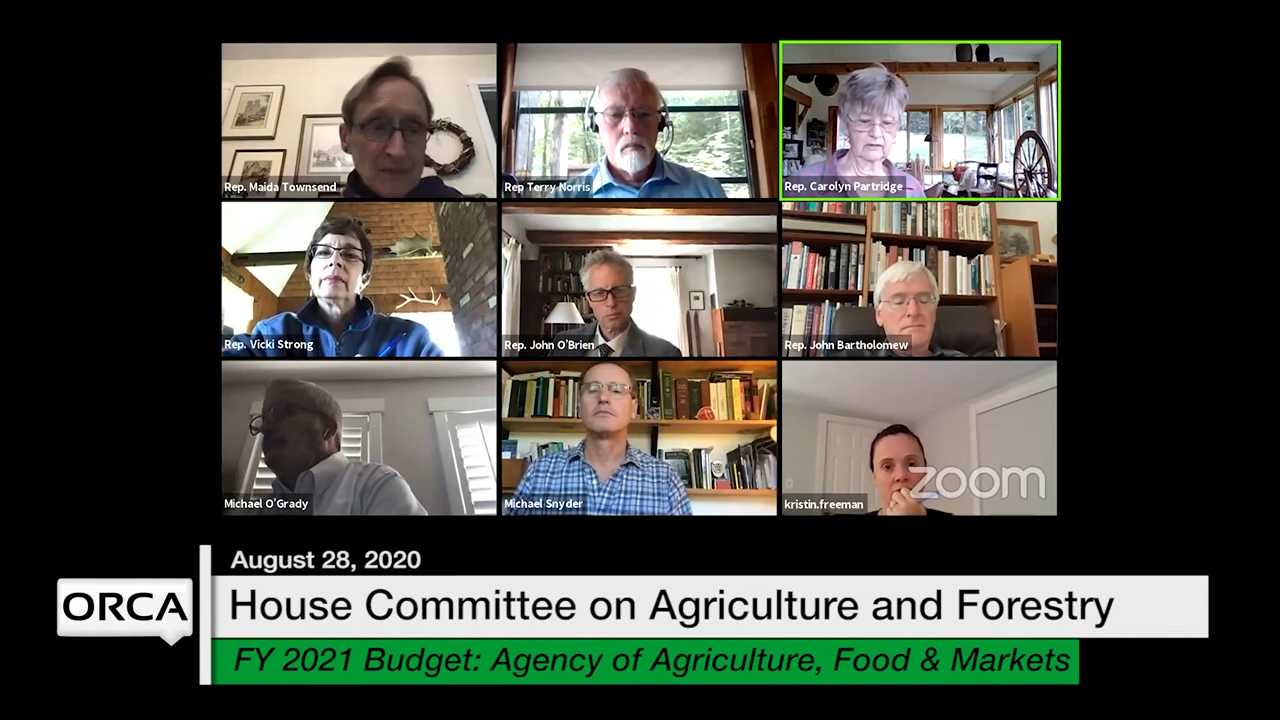 Rep. Maida Townsend
Rep Terry Norris
Rep. Carolyn Partridge
Rep. Vicki Strong
Rep. John O'Brien
Rep. John Bartholomew
Michael O'Grady
Michael Snyder
kristin.freeman
zoom
August 28, 2020
ORCA
House Committee on Agriculture and Forestry
FY 2021 Budget: Agency of Agriculture, Food & Markets